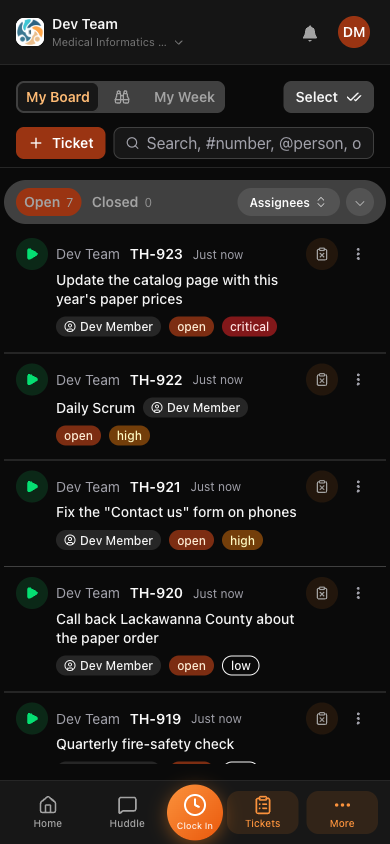 Dev Team
Medical Informatics ...
DM
My Board
My Week
Select
Ticket
Search, #number, @person, o
Open 7
Closed 0
Assignees
Dev Team TH-923 Just now
Update the catalog page with this
year's paper prices
Dev Member open critical
Dev Team TH-922 Just now
Daily Scrum Dev Member
open high
Dev Team TH-921 Just now
Fix the "Contact us" form on phones
Dev Member open high
Dev Team TH-920 Just now
Call back Lackawanna County about
the paper order
Dev Member open low
Dev Team TH-919 Just now
Quarterly fire-safety check
Home
Huddle
Clock In
Tickets
More